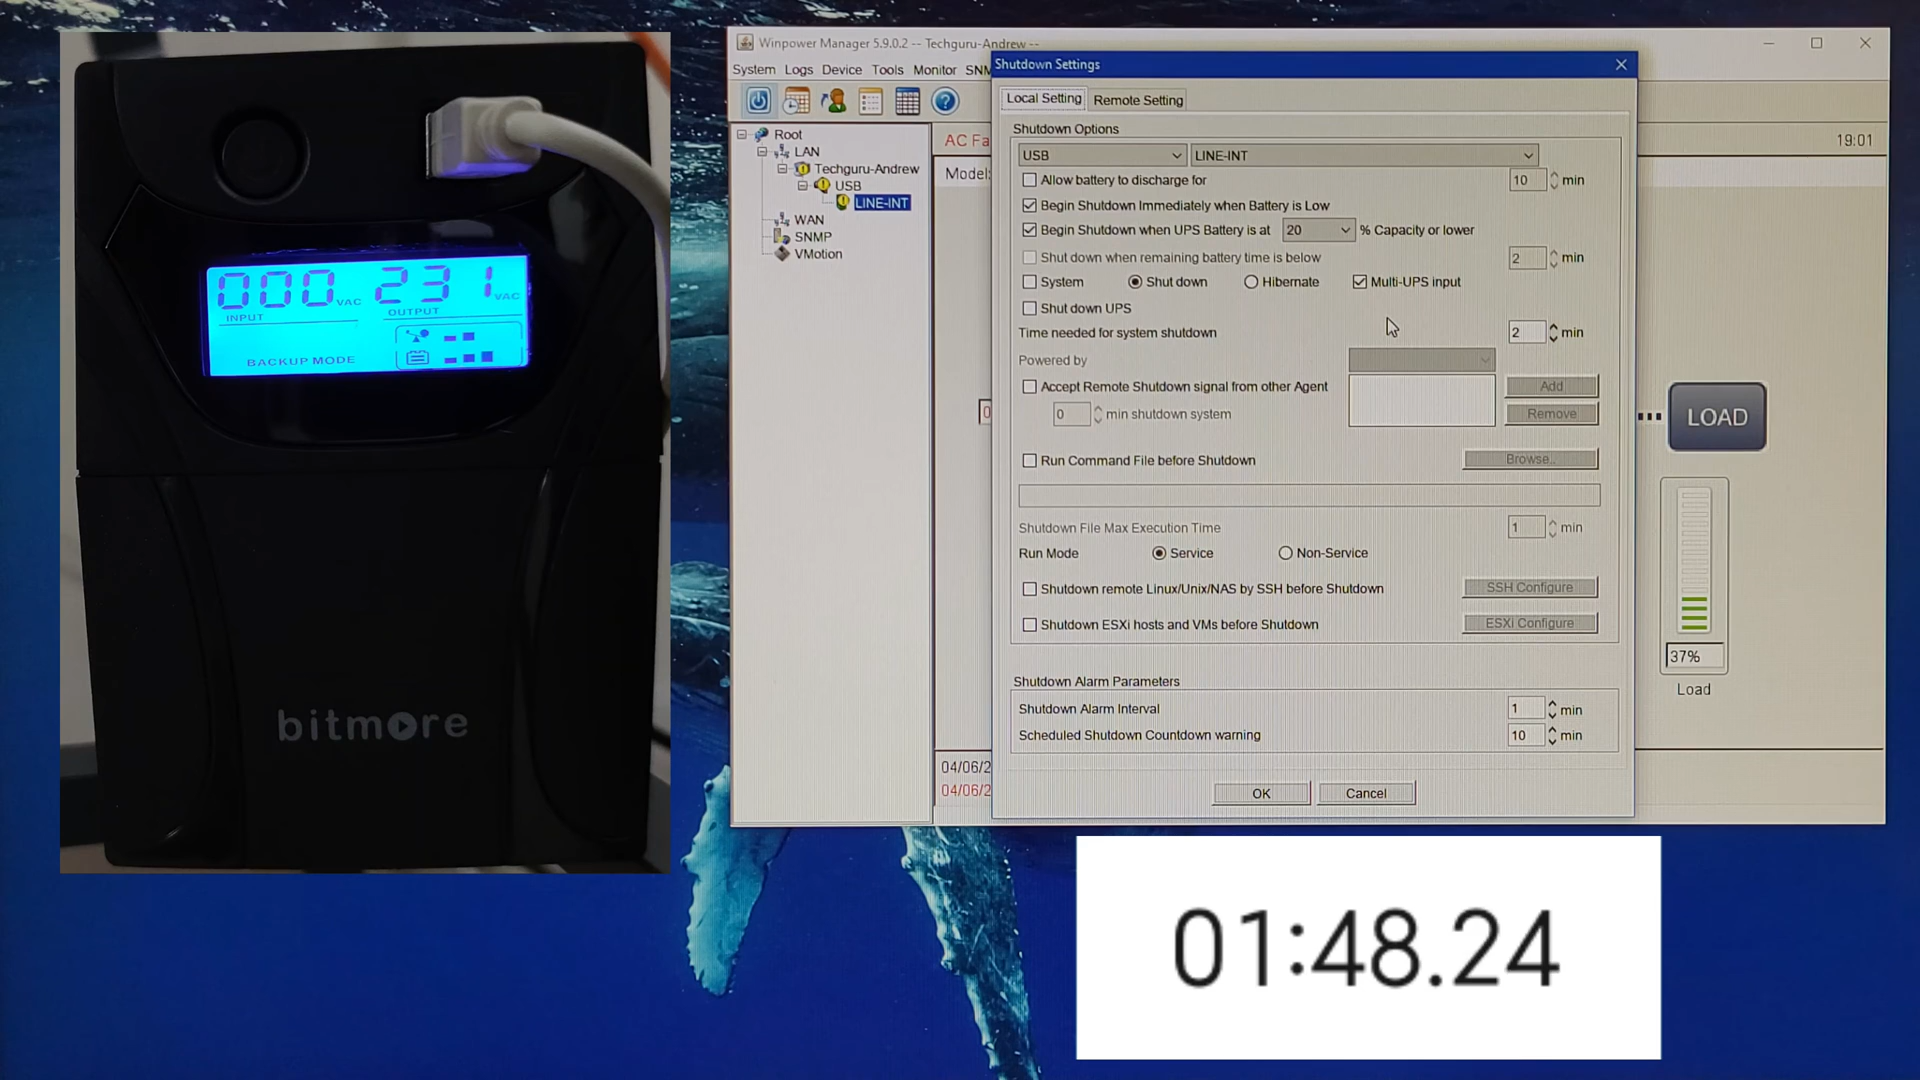 000 VAC 231 VAC
INPUT OUTPUT
BACKUP MODE
bitmore
Winpower Manager 5.9.0.2 -- Techguru-Andrew --
System Logs Device Tools Monitor
Root
LAN
Techguru-Andrew
USB
LINE-INT
WAN
SNMP
VMotion
19:01
Shutdown Settings
Local Setting Remote Setting
Shutdown Options
USB LINE-INT
Allow battery to discharge for 10 min
Begin Shutdown Immediately when Battery is Low
Begin Shutdown when UPS Battery is at 20 % Capacity or lower
Shut down when remaining battery time is below 2 min
System Shut down Hibernate Multi-UPS input
Shut down UPS
Time needed for system shutdown 2 min
Powered by
Accept Remote Shutdown signal from other Agent Add
0 min shutdown system Remove
Run Command File before Shutdown Browse..
Shutdown File Max Execution Time 1 min
Run Mode Service Non-Service
Shutdown remote Linux/Unix/NAS by SSH before Shutdown SSH Configure
Shutdown ESXi hosts and VMs before Shutdown ESXi Configure
Shutdown Alarm Parameters
Shutdown Alarm Interval 1 min
Scheduled Shutdown Countdown warning 10 min
OK Cancel
LOAD
37%
Load
01:48.24